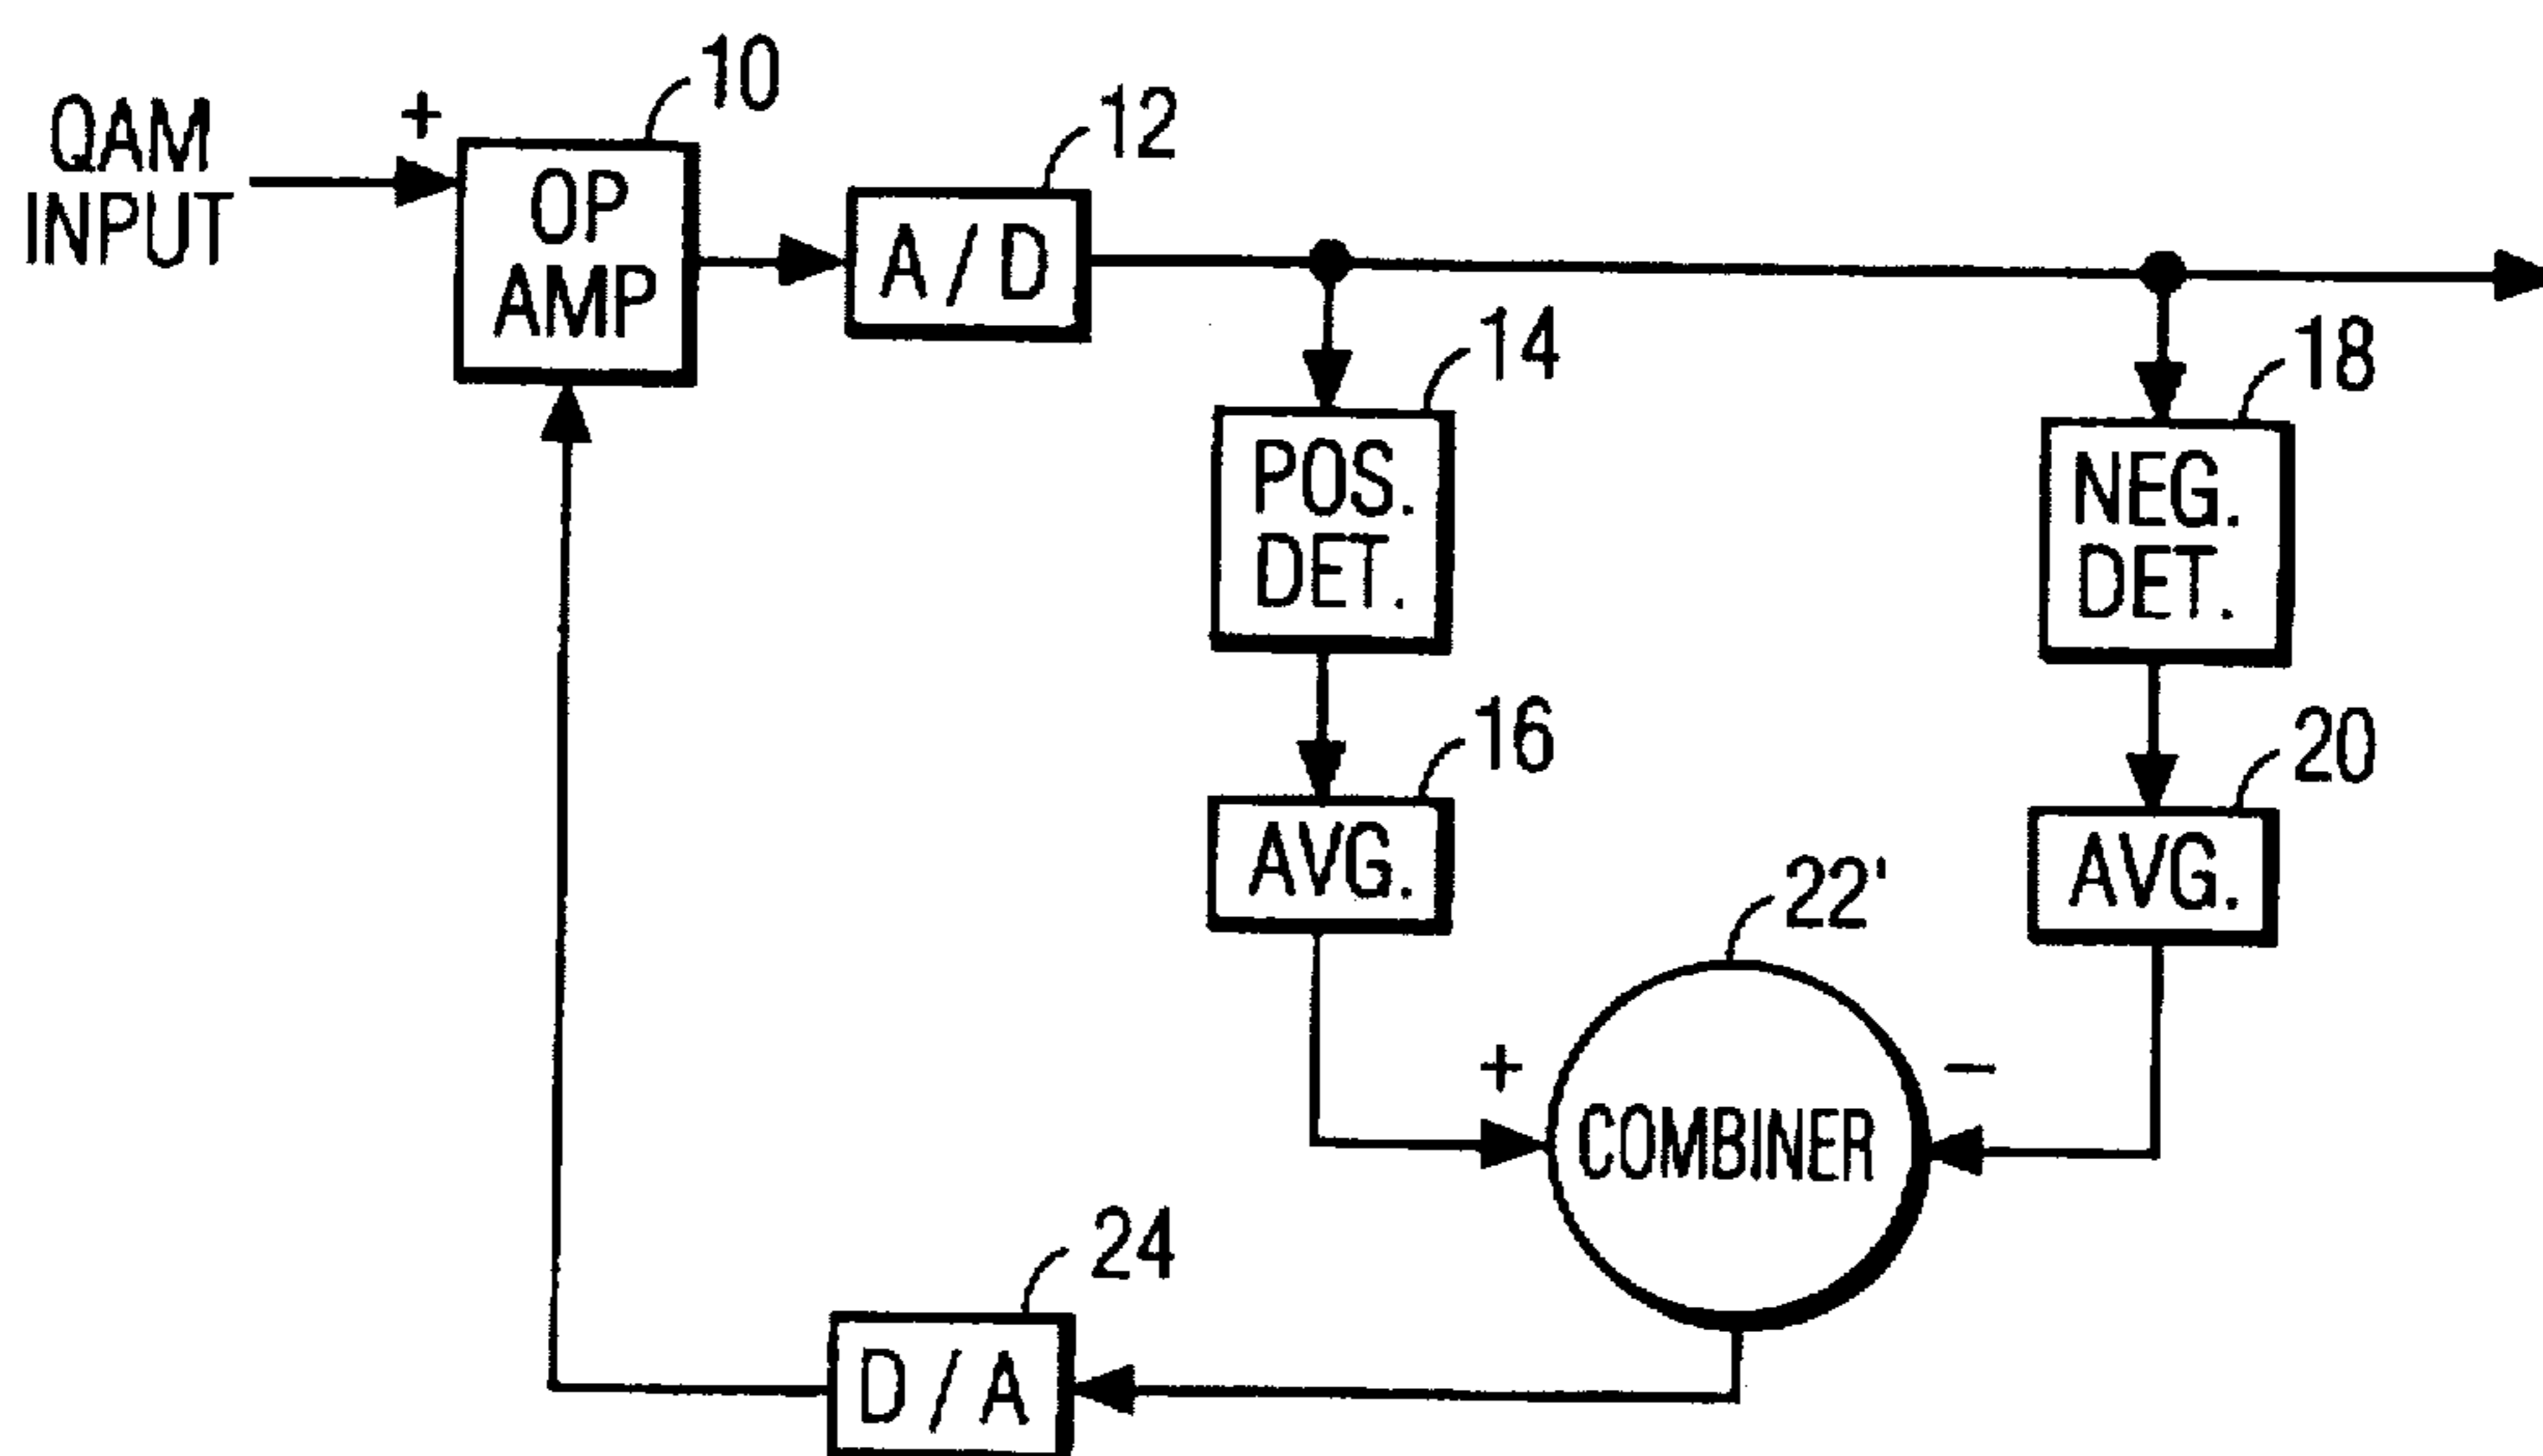 QAM
INPUT
+
10
OP
AMP
12
A / D
14
POS.
DET.
18
NEG.
DET.
16
AVG.
20
AVG.
22'
+
−
COMBINER
24
D / A